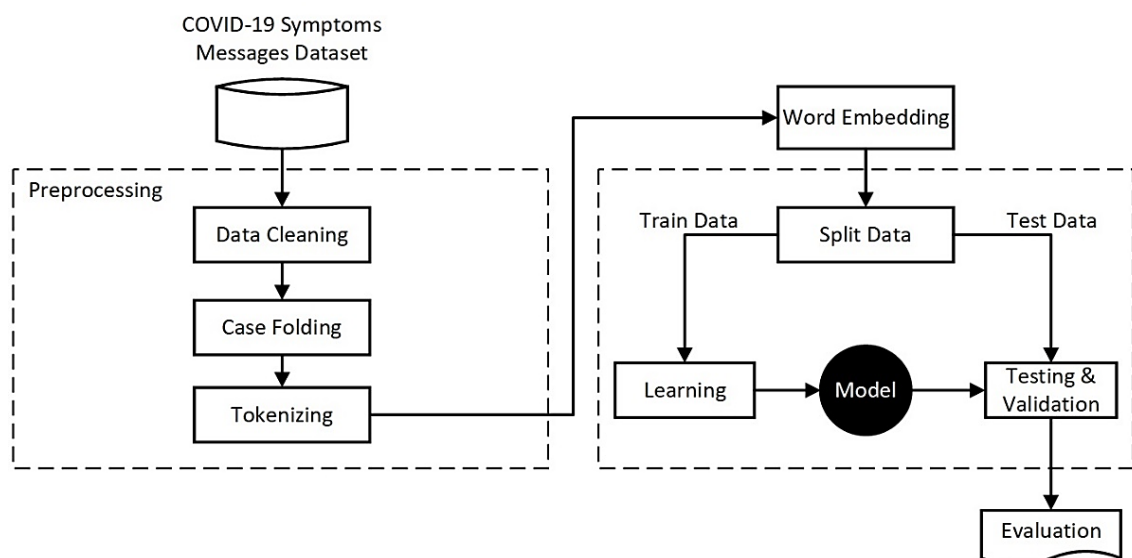 COVID-19 Symptoms
Messages Dataset
Preprocessing
Data Cleaning
Case Folding
Tokenizing
Word Embedding
Train Data
Split Data
Test Data
Learning
Model
Testing &
Validation
Evaluation